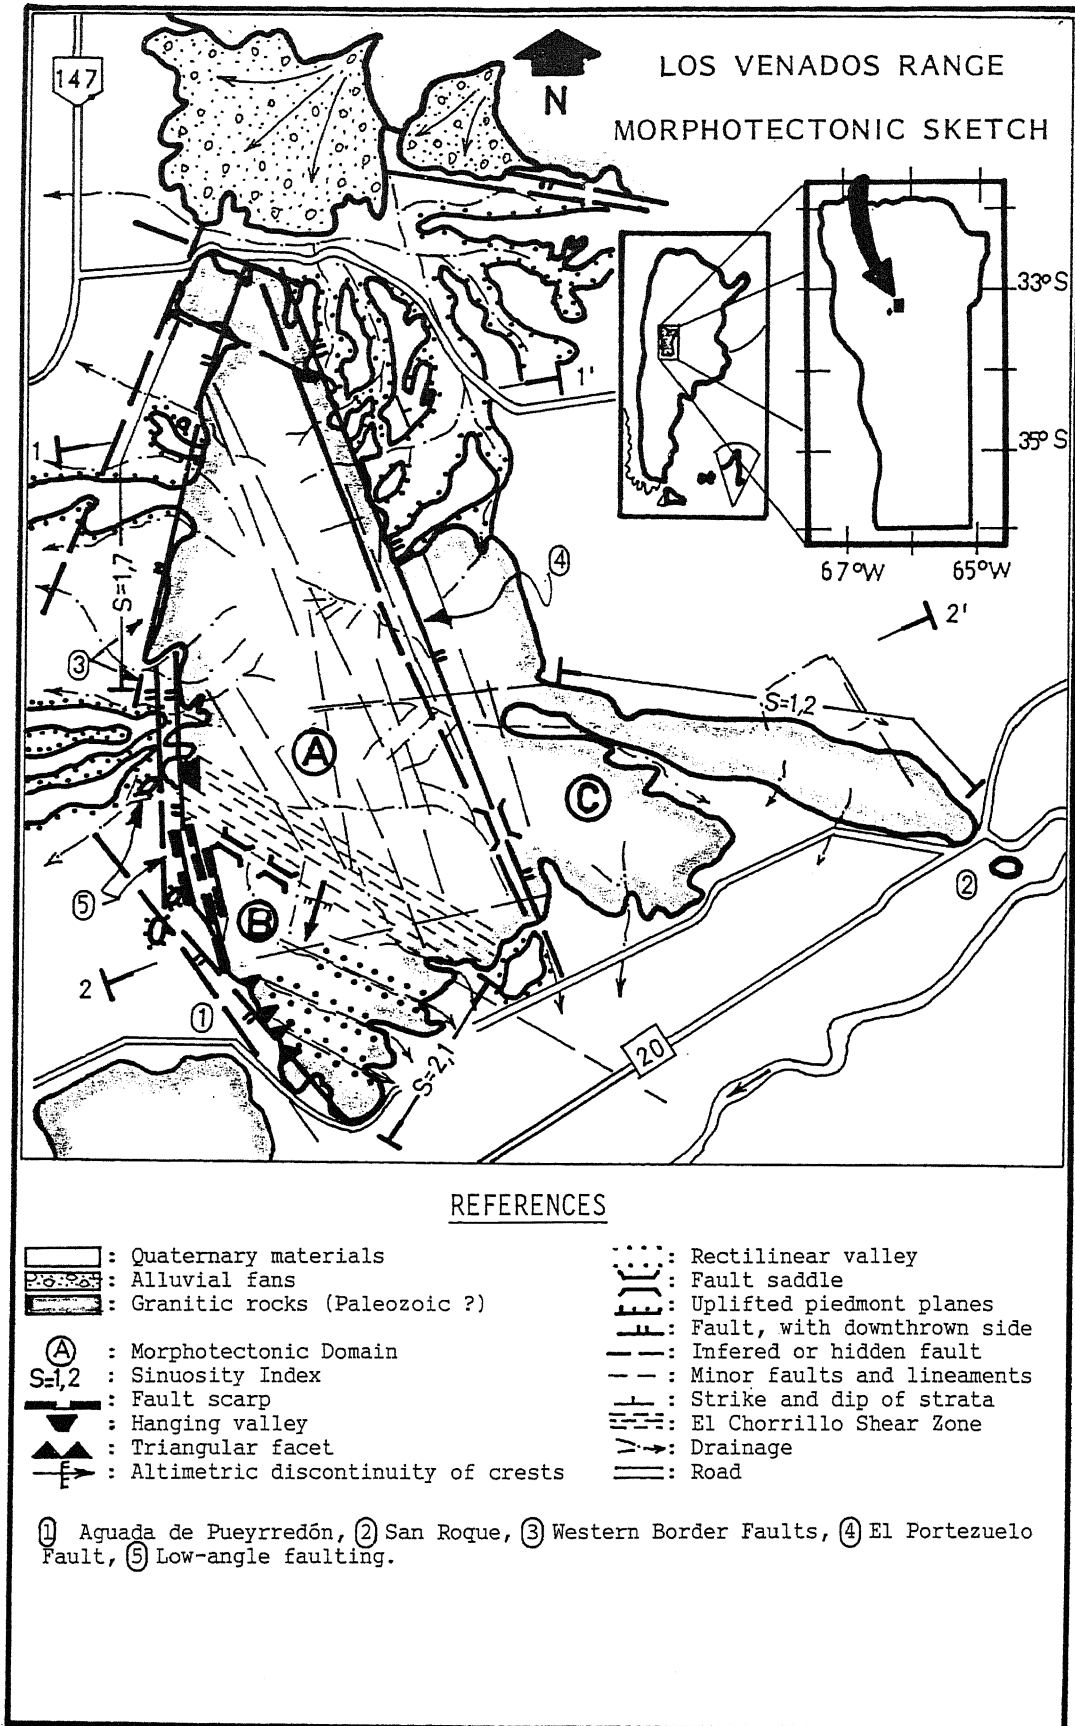 147
N
LOS VENADOS RANGE
MORPHOTECTONIC SKETCH
33ºS
35ºS
67ºW 65ºW
1'
1
4
2'
S=1,7
3
S=1,2
A
C
5
B
2
2
1
S=2,1
20
REFERENCES
: Quaternary materials
: Alluvial fans
: Granitic rocks (Paleozoic ?)
A : Morphotectonic Domain
S=1,2 : Sinuosity Index
: Fault scarp
: Hanging valley
: Triangular facet
: Altimetric discontinuity of crests
: Rectilinear valley
: Fault saddle
: Uplifted piedmont planes
: Fault, with downthrown side
: Infered or hidden fault
: Minor faults and lineaments
: Strike and dip of strata
: El Chorrillo Shear Zone
: Drainage
: Road
1 Aguada de Pueyrredón, 2 San Roque, 3 Western Border Faults, 4 El Portezuelo
Fault, 5 Low-angle faulting.